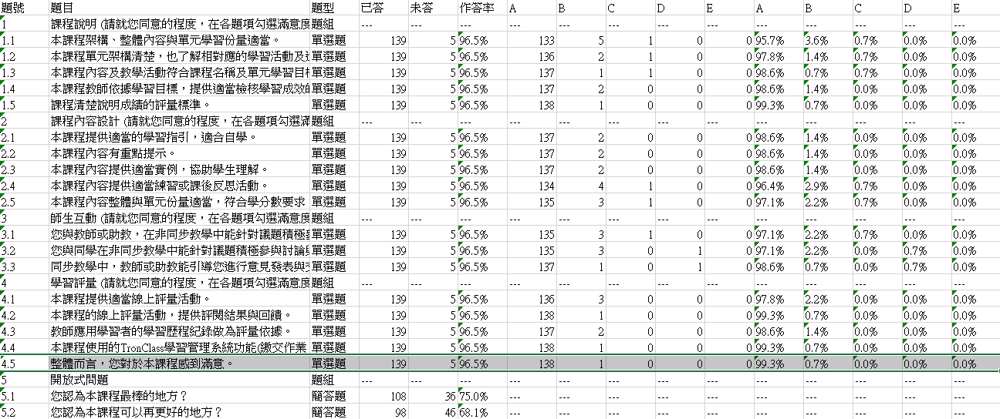 題號 題目 題型 已答 未答 作答率 A B C D E A B C D E
1 課程說明 (請就您同意的程度，在各題項勾選滿意度 題組 --- --- --- --- --- --- --- --- --- --- --- --- ---
1.1 本課程架構、整體內容與單元學習份量適當。 單選題 139 5 96.5% 133 5 1 0 0 95.7% 3.6% 0.7% 0.0% 0.0%
1.2 本課程單元架構清楚，也了解相對應的學習活動及 單選題 139 5 96.5% 136 2 1 0 0 97.8% 1.4% 0.7% 0.0% 0.0%
1.3 本課程內容及教學活動符合課程名稱及單元學習目 單選題 139 5 96.5% 137 1 1 0 0 98.6% 0.7% 0.7% 0.0% 0.0%
1.4 本課程教師依據學習目標，提供適當檢核學習成效 單選題 139 5 96.5% 137 2 0 0 0 98.6% 1.4% 0.0% 0.0% 0.0%
1.5 課程清楚說明成績的評量標準。 單選題 139 5 96.5% 138 1 0 0 0 99.3% 0.7% 0.0% 0.0% 0.0%
2 課程內容設計 (請就您同意的程度，在各題項勾選滿 題組 --- --- --- --- --- --- --- --- --- --- --- --- ---
2.1 本課程提供適當的學習指引，適合自學。 單選題 139 5 96.5% 137 2 0 0 0 98.6% 1.4% 0.0% 0.0% 0.0%
2.2 本課程內容有重點提示。 單選題 139 5 96.5% 137 2 0 0 0 98.6% 1.4% 0.0% 0.0% 0.0%
2.3 本課程內容提供適當實例，協助學生理解。 單選題 139 5 96.5% 137 2 0 0 0 98.6% 1.4% 0.0% 0.0% 0.0%
2.4 本課程內容提供適當練習或課後反思活動。 單選題 139 5 96.5% 134 4 1 0 0 96.4% 2.9% 0.7% 0.0% 0.0%
2.5 本課程內容整體與單元份量適當，符合學分數要求 單選題 139 5 96.5% 135 3 1 0 0 97.1% 2.2% 0.7% 0.0% 0.0%
3 師生互動 (請就您同意的程度，在各題項勾選滿意度 題組 --- --- --- --- --- --- --- --- --- --- --- --- ---
3.1 您與教師或助教，在非同步教學中能針對議題積極 單選題 139 5 96.5% 135 3 1 0 0 97.1% 2.2% 0.7% 0.0% 0.0%
3.2 您與同學在非同步教學中能針對議題積極參與討論 單選題 139 5 96.5% 135 3 0 1 0 97.1% 2.2% 0.0% 0.7% 0.0%
3.3 同步教學中，教師或助教能引導您進行意見發表與 單選題 139 5 96.5% 137 1 0 1 0 98.6% 0.7% 0.0% 0.7% 0.0%
4 學習評量 (請就您同意的程度，在各題項勾選滿意度 題組 --- --- --- --- --- --- --- --- --- --- --- --- ---
4.1 本課程提供適當線上評量活動。 單選題 139 5 96.5% 136 3 0 0 0 97.8% 2.2% 0.0% 0.0% 0.0%
4.2 本課程的線上評量活動，提供評閱結果與回饋。 單選題 139 5 96.5% 138 1 0 0 0 99.3% 0.7% 0.0% 0.0% 0.0%
4.3 教師應用學習者的學習歷程紀錄做為評量依據。 單選題 139 5 96.5% 137 2 0 0 0 98.6% 1.4% 0.0% 0.0% 0.0%
4.4 本課程使用的TronClass學習管理系統功能(繳交作業 單選題 139 5 96.5% 138 1 0 0 0 99.3% 0.7% 0.0% 0.0% 0.0%
4.5 整體而言，您對於本課程感到滿意。 單選題 139 5 96.5% 138 1 0 0 0 99.3% 0.7% 0.0% 0.0% 0.0%
5 開放式問題 題組 --- --- --- --- --- --- --- --- --- --- --- --- ---
5.1 您認為本課程最棒的地方？ 簡答題 108 36 75.0% --- --- --- --- --- --- --- --- --- ---
5.2 您認為本課程可以再更好的地方？ 簡答題 98 46 68.1% --- --- --- --- --- --- --- --- --- ---